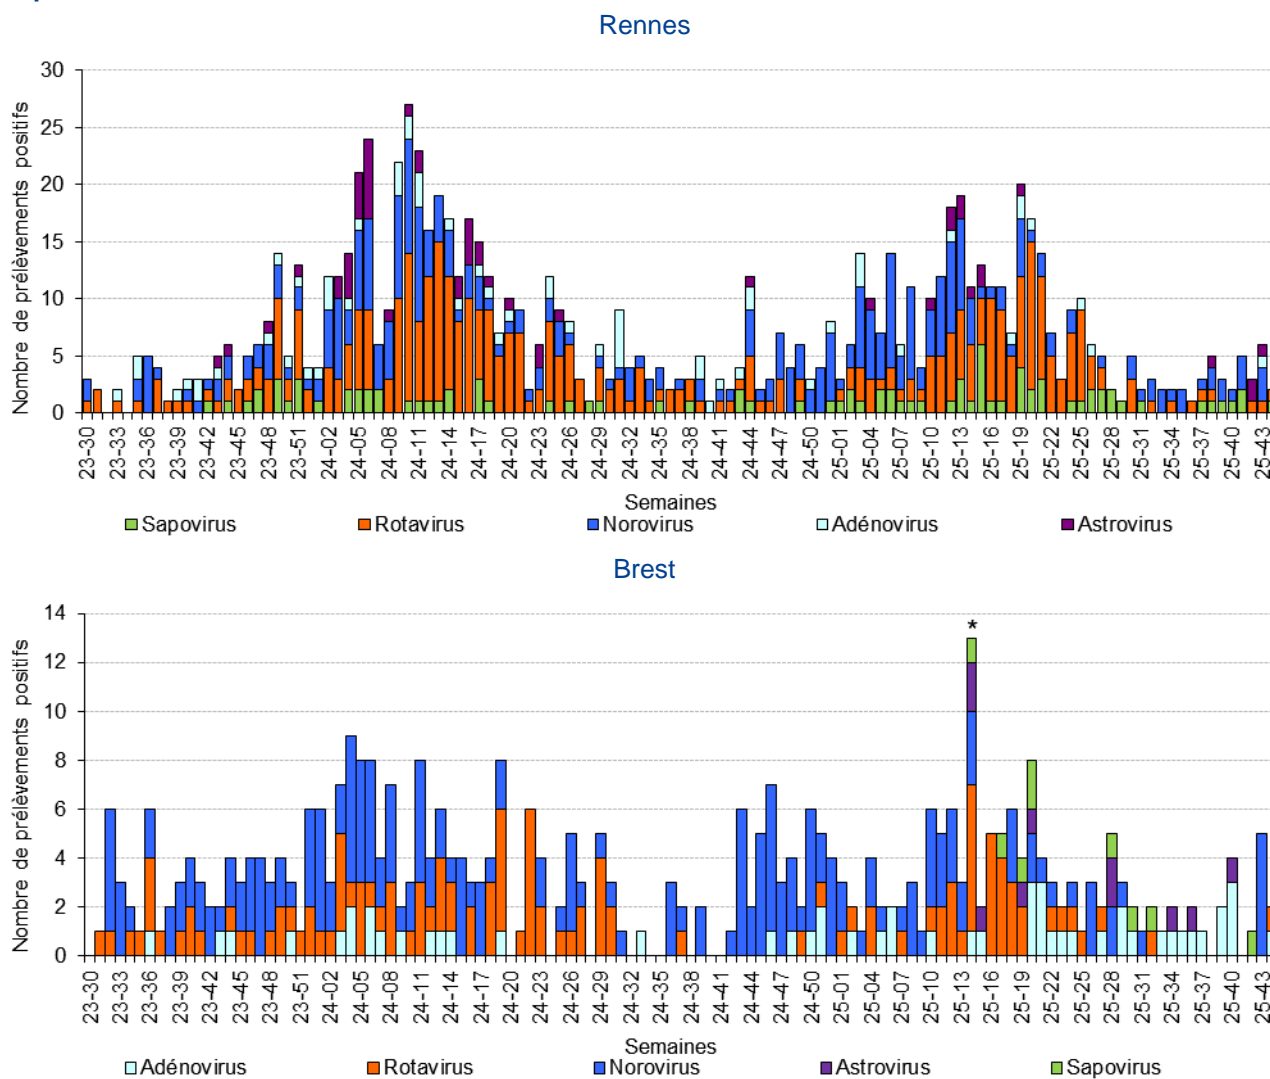 Rennes
Nombre de prélèvements positifs
30
25
20
15
10
5
0
23-30 23-33 23-36 23-39 23-42 23-45 23-48 23-51 24-02 24-05 24-08 24-11 24-14 24-17 24-20 24-23 24-26 24-29 24-32 24-35 24-38 24-41 24-44 24-47 24-50 25-01 25-04 25-07 25-10 25-13 25-16 25-19 25-22 25-25 25-28 25-31 25-34 25-37 25-40 25-43
Semaines
Sapovirus Rotavirus Norovirus Adénovirus Astrovirus
Brest
Nombre de prélèvements positifs
14
12
10
8
6
4
2
0
*
23-30 23-33 23-36 23-39 23-42 23-45 23-48 23-51 24-02 24-05 24-08 24-11 24-14 24-17 24-20 24-23 24-26 24-29 24-32 24-35 24-38 24-41 24-44 24-47 24-50 25-01 25-04 25-07 25-10 25-13 25-16 25-19 25-22 25-25 25-28 25-31 25-34 25-37 25-40 25-43
Semaines
Adénovirus Rotavirus Norovirus Astrovirus Sapovirus